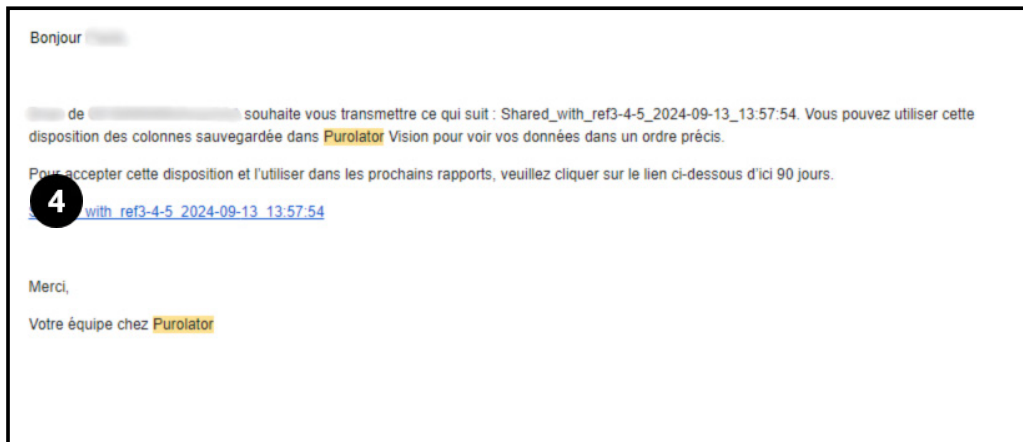 Bonjour
de souhaite vous transmettre ce qui suit : Shared_with_ref3-4-5_2024-09-13_13:57:54. Vous pouvez utiliser cette
disposition des colonnes sauvegardée dans Purolator Vision pour voir vos données dans un ordre précis.
Pour accepter cette disposition et l'utiliser dans les prochains rapports, veuillez cliquer sur le lien ci-dessous d'ici 90 jours.
4
with_ref3-4-5_2024-09-13_13:57:54
Merci,
Votre équipe chez Purolator